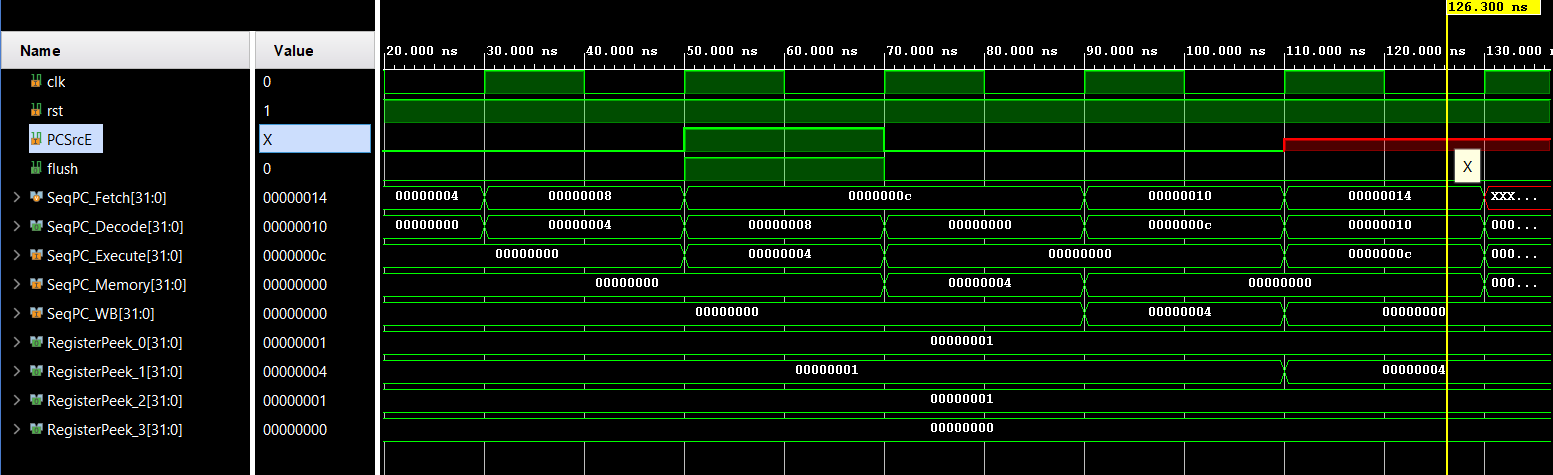 126.300 ns
Name Value
20.000 ns 30.000 ns 40.000 ns 50.000 ns 60.000 ns 70.000 ns 80.000 ns 90.000 ns 100.000 ns 110.000 ns 120.000 ns 130.000
clk 0
rst 1
PCSrcE X
flush 0
X
SeqPC_Fetch[31:0] 00000014 00000004 00000008 0000000c 00000010 00000014 XXX...
SeqPC_Decode[31:0] 00000010 00000000 00000004 00000008 00000000 0000000c 00000010 000...
SeqPC_Execute[31:0] 0000000c 00000000 00000004 00000000 0000000c 000...
SeqPC_Memory[31:0] 00000000 00000000 00000004 00000000 000...
SeqPC_WB[31:0] 00000000 00000000 00000004 00000000
RegisterPeek_0[31:0] 00000001 00000001
RegisterPeek_1[31:0] 00000004 00000001 00000004
RegisterPeek_2[31:0] 00000001 00000001
RegisterPeek_3[31:0] 00000000 00000000